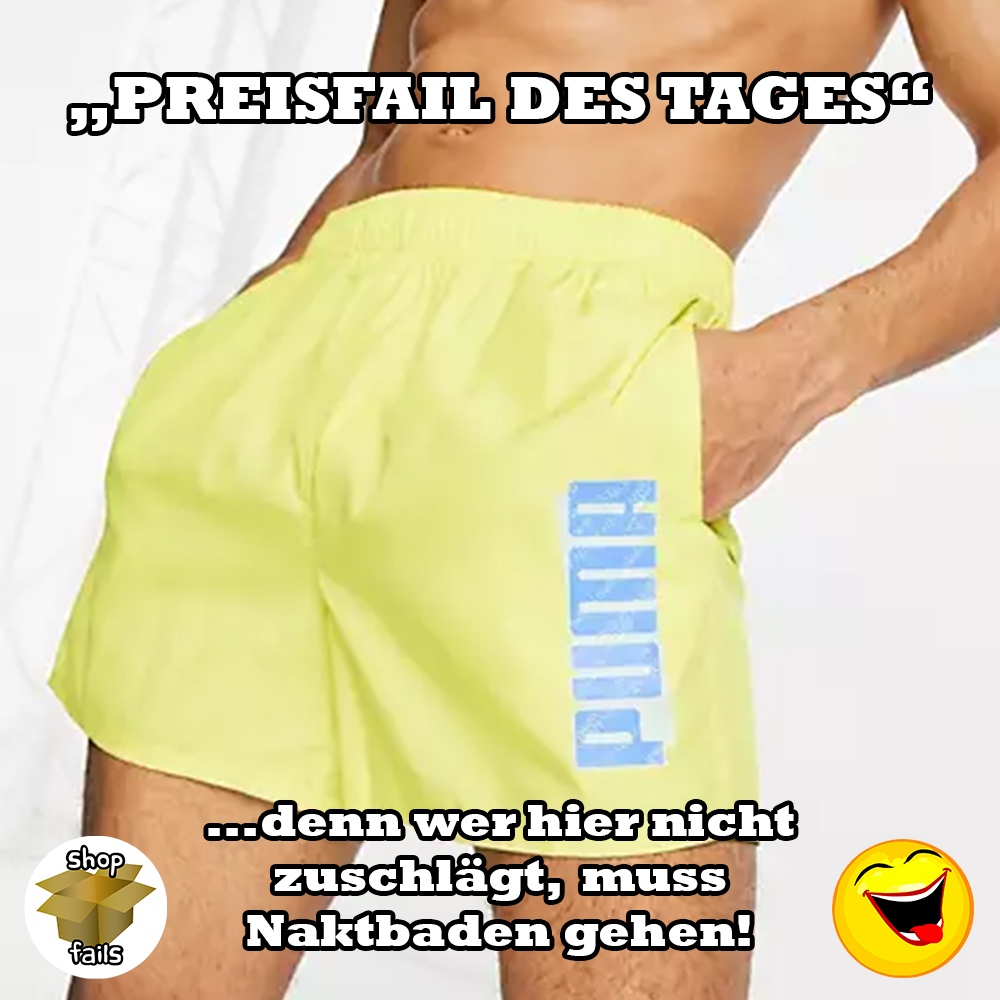 „PREISFAIL DES TAGES“
PUMA
...denn wer hier nicht
zuschlägt, muss
Naktbaden gehen!
shop
fails